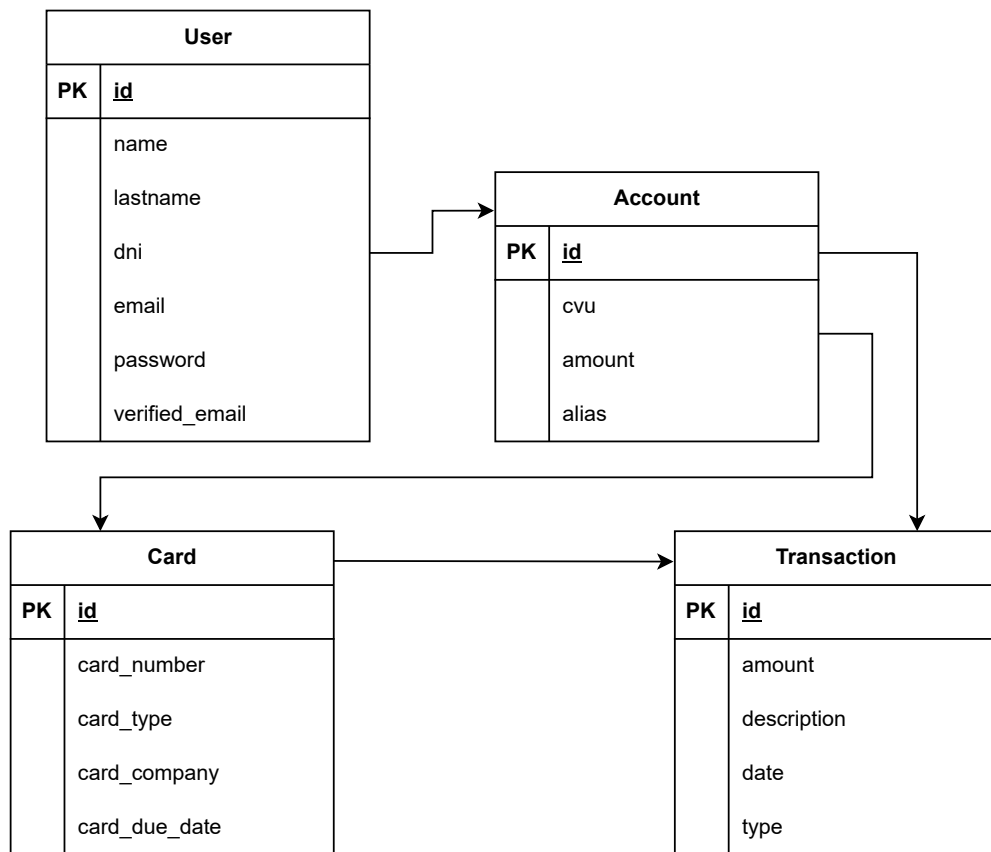 User
PK id
name
lastname
dni
email
password
verified_email
Account
PK id
cvu
amount
alias
Card
PK id
card_number
card_type
card_company
card_due_date
Transaction
PK id
amount
description
date
type